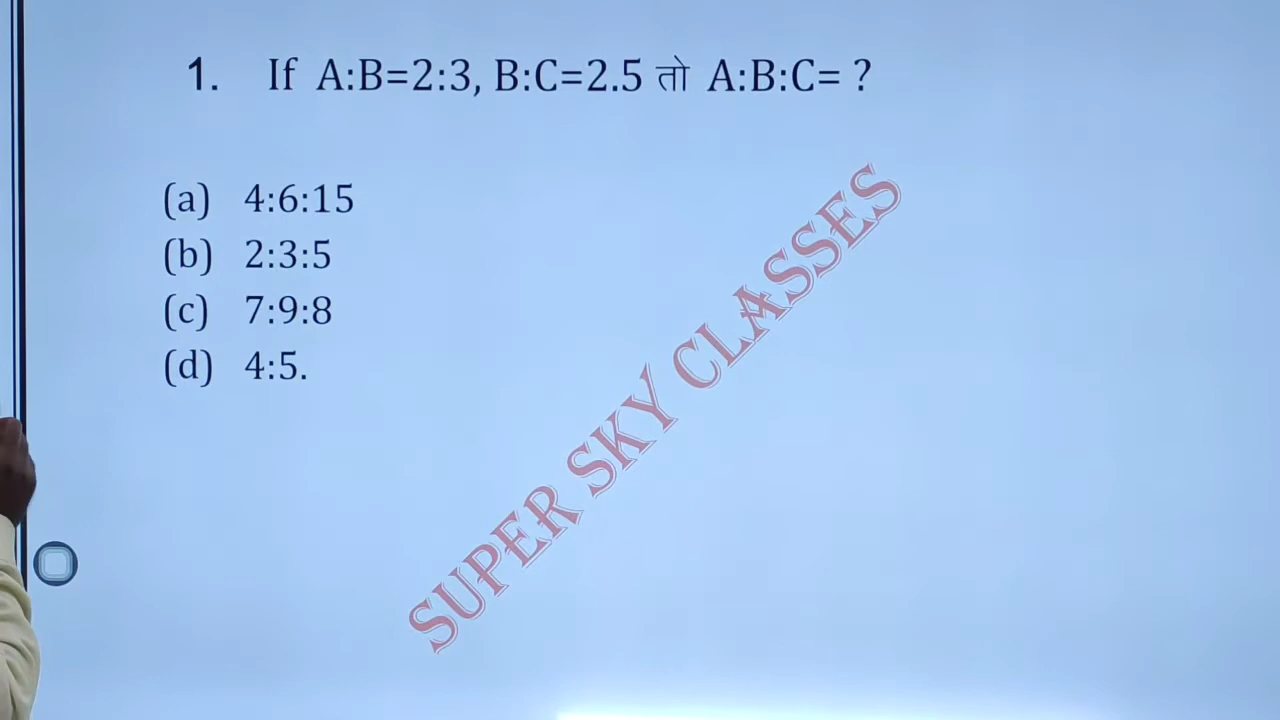 1. If A:B=2:3, B:C=2.5 तो A:B:C= ?
(a) 4:6:15
(b) 2:3:5
(c) 7:9:8
(d) 4:5.
SUPER SKY CLASSES